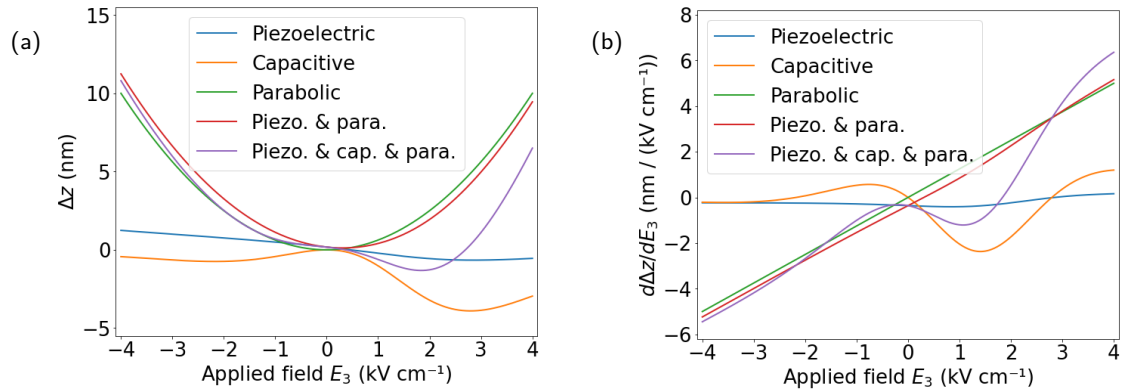 (a)
15
10
5
0
−5
Δz (nm)
Piezoelectric
Capacitive
Parabolic
Piezo. & para.
Piezo. & cap. & para.
−4 −3 −2 −1 0 1 2 3 4
Applied field E₃ (kV cm⁻¹)
(b)
8
6
4
2
0
−2
−4
−6
dΔz/dE₃ (nm / (kV cm⁻¹))
Piezoelectric
Capacitive
Parabolic
Piezo. & para.
Piezo. & cap. & para.
−4 −3 −2 −1 0 1 2 3 4
Applied field E₃ (kV cm⁻¹)